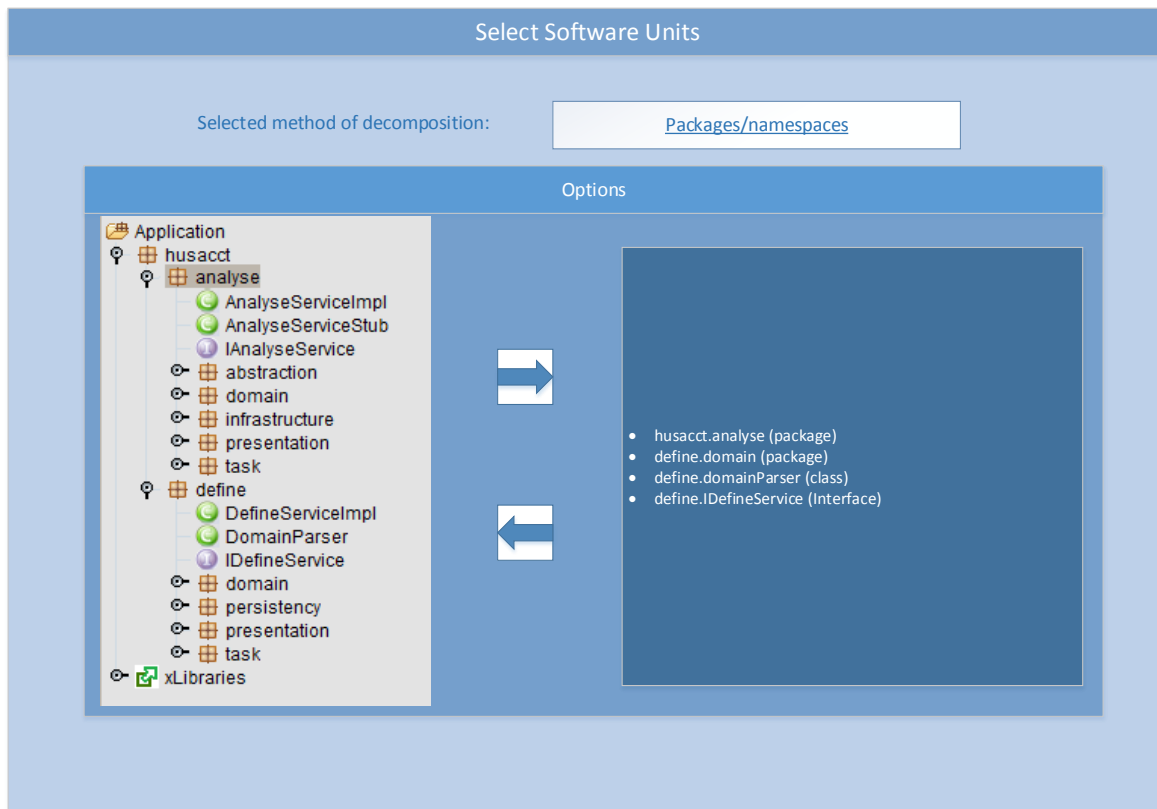 Select Software Units
Selected method of decomposition:
Packages/namespaces
Options
Application
husacct
analyse
AnalyseServiceImpl
AnalyseServiceStub
IAnalyseService
abstraction
domain
infrastructure
presentation
task
define
DefineServiceImpl
DomainParser
IDefineService
domain
persistency
presentation
task
xLibraries
• husacct.analyse (package)
• define.domain (package)
• define.domainParser (class)
• define.IDefineService (Interface)